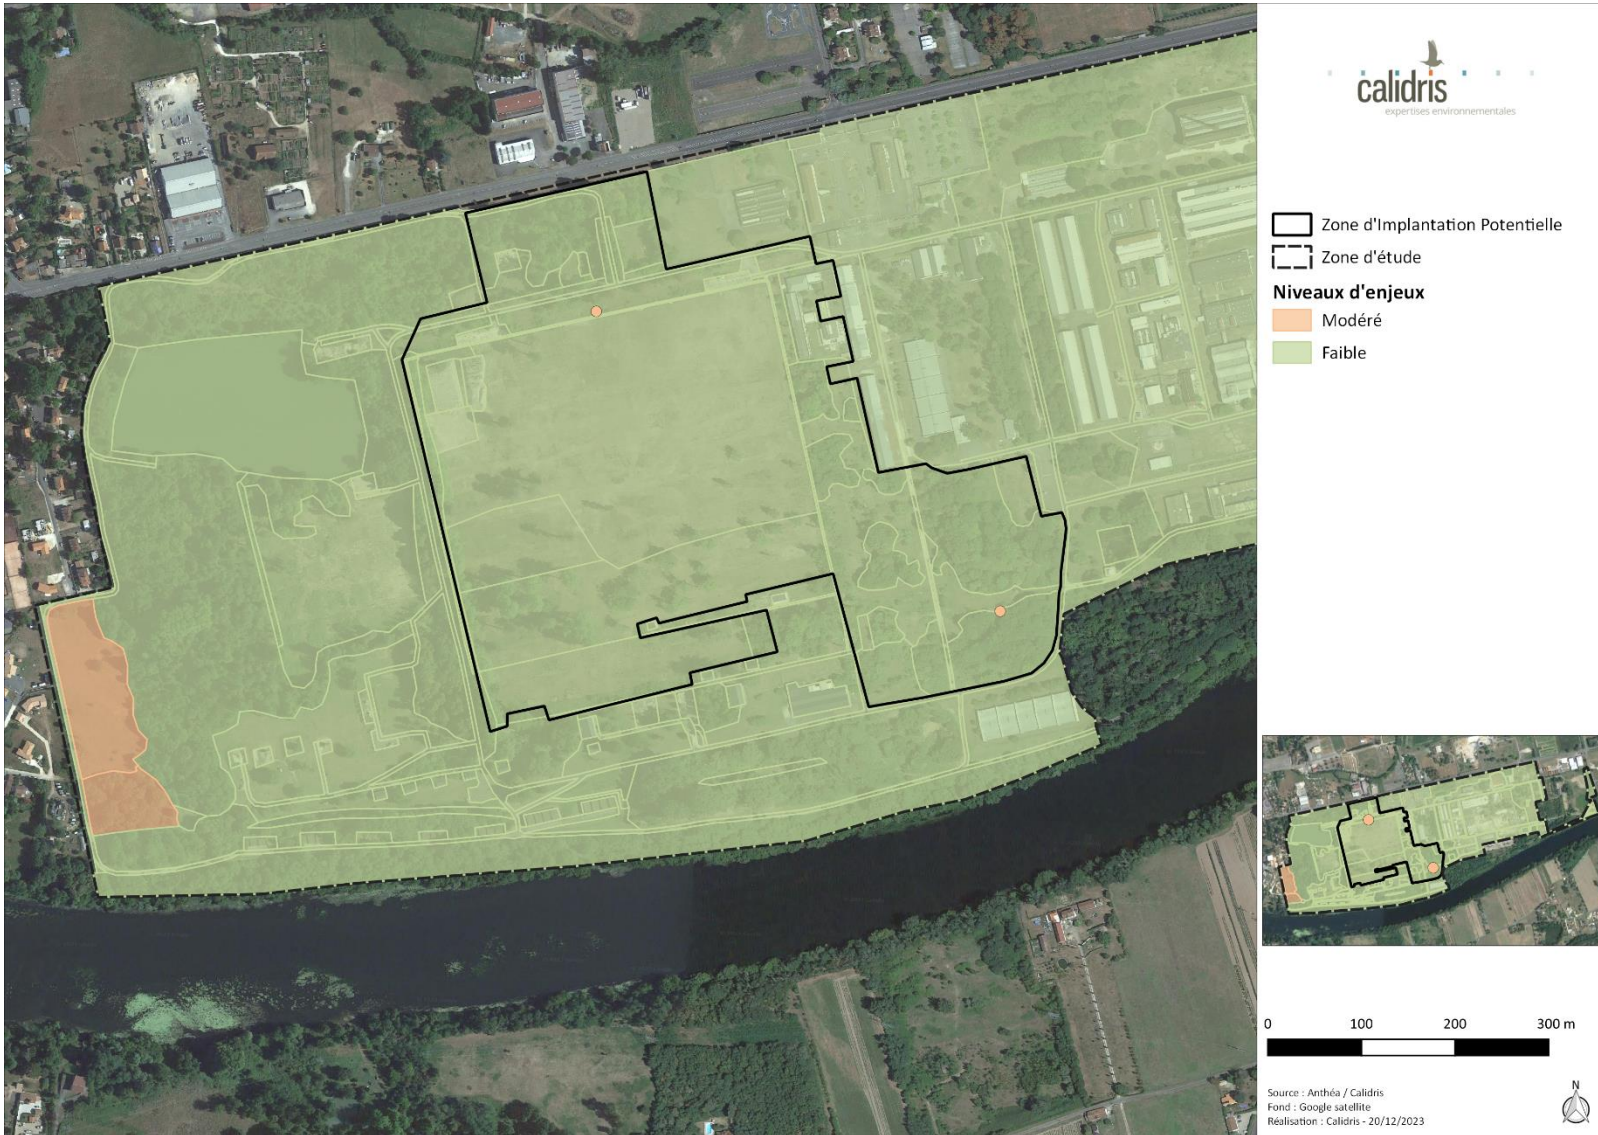 calidris
expertises environnementales
Zone d'Implantation Potentielle
Zone d'étude
Niveaux d'enjeux
Modéré
Faible
0 100 200 300 m
Source : Anthéa / Calidris
Fond : Google satellite
Réalisation : Calidris - 20/12/2023
N